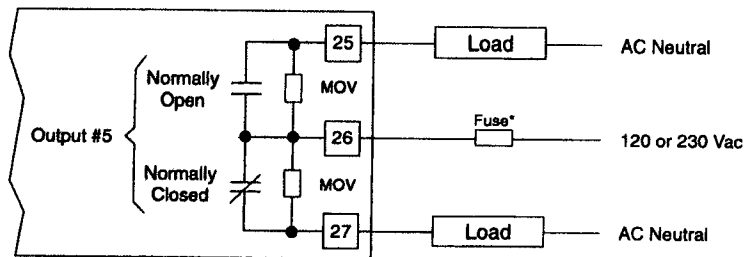 25
Load
AC Neutral
Normally
Open
MOV
Output #5
26
Fuse*
120 or 230 Vac
Normally
Closed
MOV
27
Load
AC Neutral